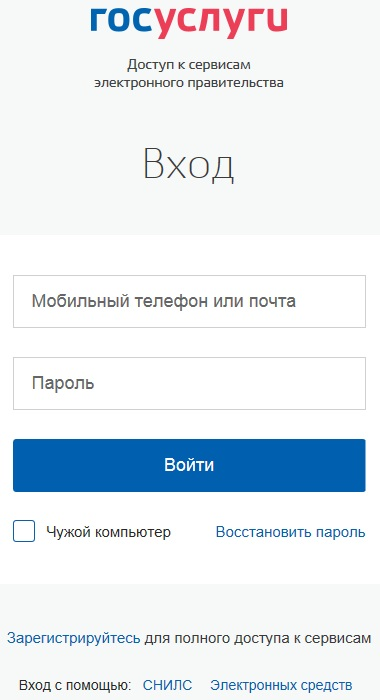 госуслуги
Доступ к сервисам
электронного правительства
Вход
Мобильный телефон или почта
Пароль
Войти
Чужой компьютер Восстановить пароль
Зарегистрируйтесь для полного доступа к сервисам
Вход с помощью: СНИЛС Электронных средств